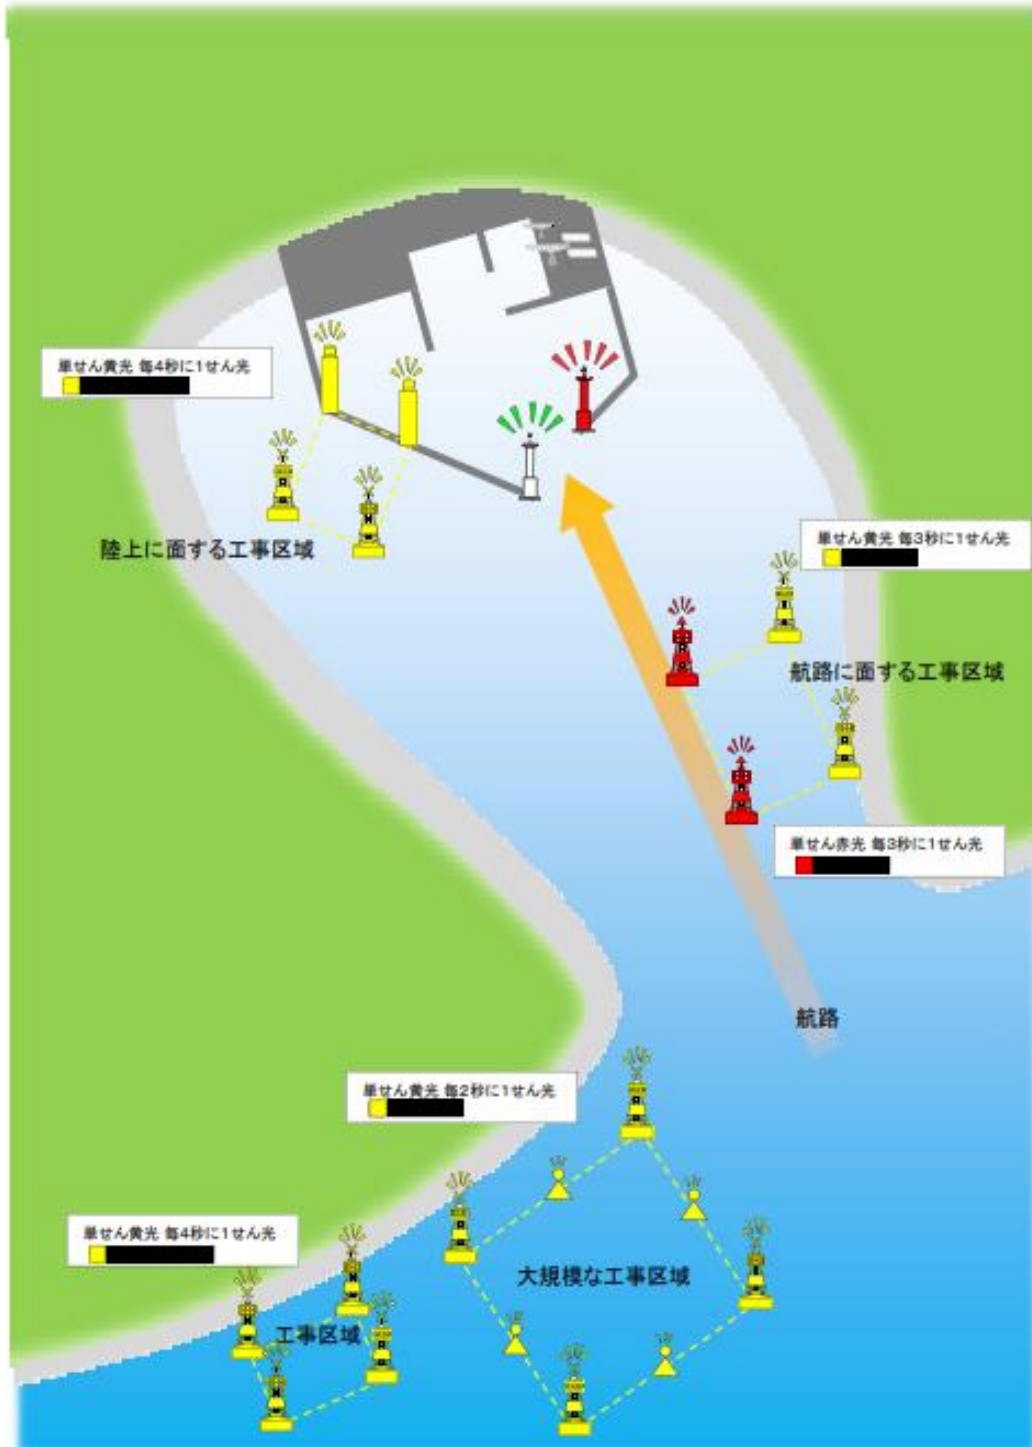 単せん黄光 毎4秒に1せん光
陸上に面する工事区域
単せん黄光 毎3秒に1せん光
航路に面する工事区域
単せん赤光 毎3秒に1せん光
航路
単せん黄光 毎2秒に1せん光
大規模な工事区域
単せん黄光 毎4秒に1せん光
工事区域